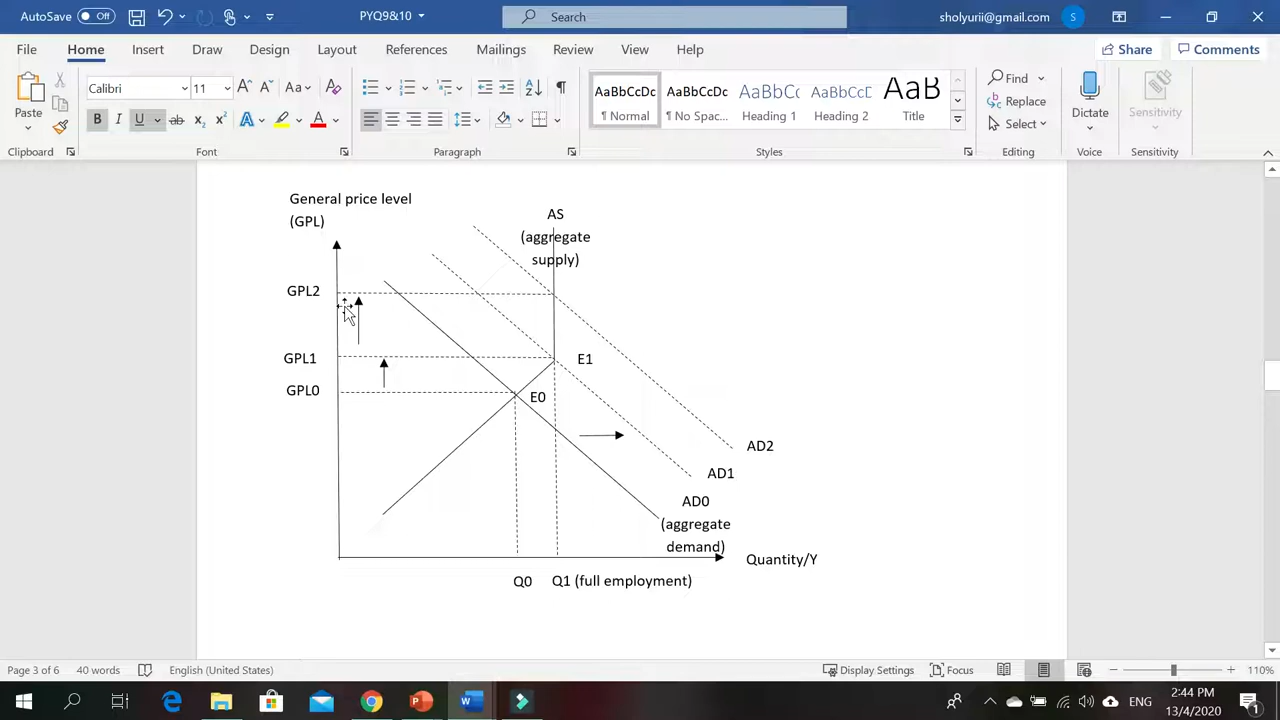 AutoSave Off PYQ9&10 Search sholyurii@gmail.com S
File Home Insert Draw Design Layout References Mailings Review View Help Share Comments
Paste Calibri 11 Aa AaBbCcDc AaBbCcDc AaBbCc AaBbCcD AaB Find Replace Select Dictate Sensitivity
¶ Normal ¶ No Spac... Heading 1 Heading 2 Title
Clipboard Font Paragraph Styles Editing Voice Sensitivity
General price level
(GPL)
AS
(aggregate
supply)
GPL2
GPL1
E1
GPL0
E0
AD2
AD1
AD0
(aggregate
demand)
Quantity/Y
Q0 Q1 (full employment)
Page 3 of 6 40 words English (United States) Display Settings Focus 110%
ENG
2:44 PM
13/4/2020
1